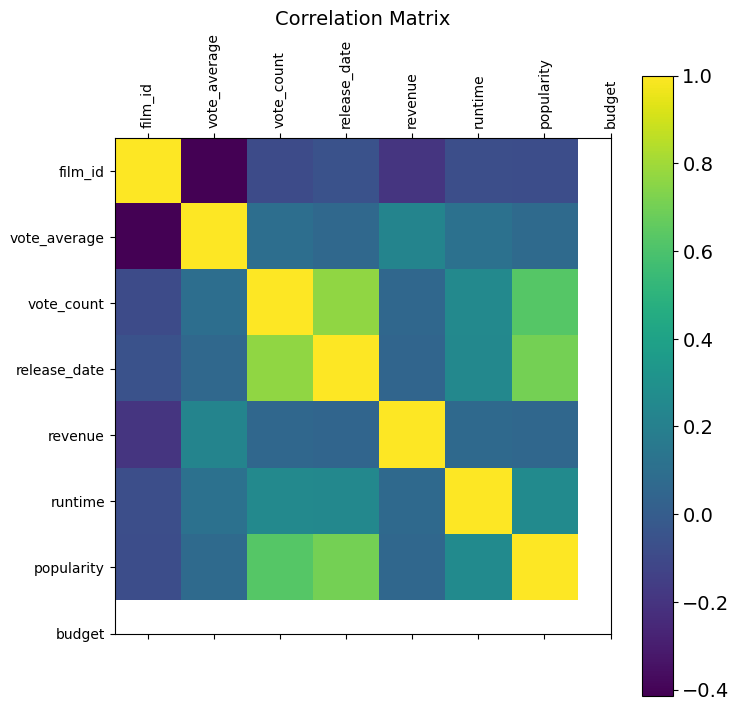 Correlation Matrix
film_id
vote_average
vote_count
release_date
revenue
runtime
popularity
budget
film_id
vote_average
vote_count
release_date
revenue
runtime
popularity
budget
1.0
0.8
0.6
0.4
0.2
0.0
−0.2
−0.4